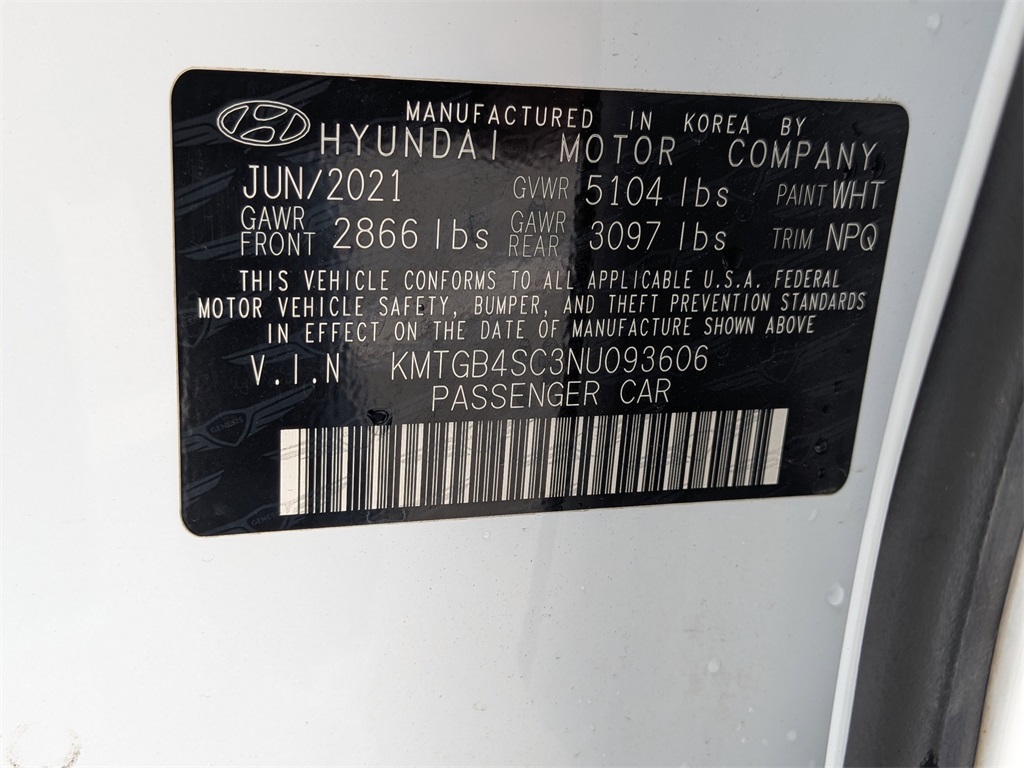 MANUFACTURED IN KOREA BY
HYUNDAI MOTOR COMPANY
JUN/2021 GVWR 5104 lbs PAINT WHT
GAWR FRONT 2866 lbs GAWR REAR 3097 lbs TRIM NPQ
THIS VEHICLE CONFORMS TO ALL APPLICABLE U.S.A. FEDERAL
MOTOR VEHICLE SAFETY, BUMPER, AND THEFT PREVENTION STANDARDS
IN EFFECT ON THE DATE OF MANUFACTURE SHOWN ABOVE
V.I.N KMTGB4SC3NU093606
PASSENGER CAR
GENESIS
GENESIS